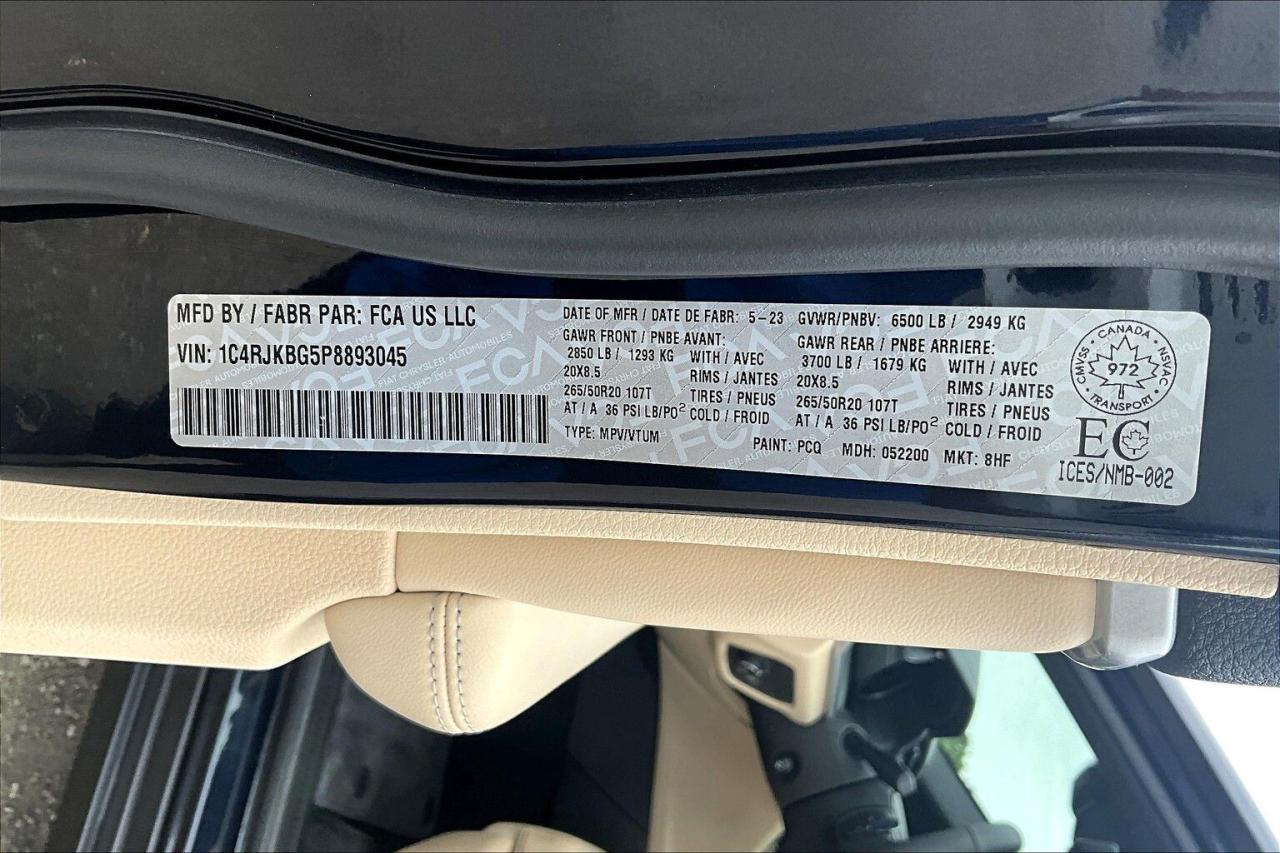 MFD BY / FABR PAR: FCA US LLC
VIN: 1C4RJKBG5P8893045
DATE OF MFR / DATE DE FABR: 5-23
GVWR/PNBV: 6500 LB / 2949 KG
GAWR FRONT / PNBE AVANT:
2850 LB / 1293 KG WITH / AVEC
20X8.5 RIMS / JANTES
265/50R20 107T TIRES / PNEUS
AT / A 36 PSI LB/PO² COLD / FROID
GAWR REAR / PNBE ARRIERE:
3700 LB / 1679 KG WITH / AVEC
20X8.5 RIMS / JANTES
265/50R20 107T TIRES / PNEUS
AT / A 36 PSI LB/PO² COLD / FROID
TYPE: MPV/VTUM PAINT: PCQ MDH: 052200 MKT: 8HF
CANADA
CMVSS 972 NSVAC
TRANSPORT
EC
ICES/NMB-002